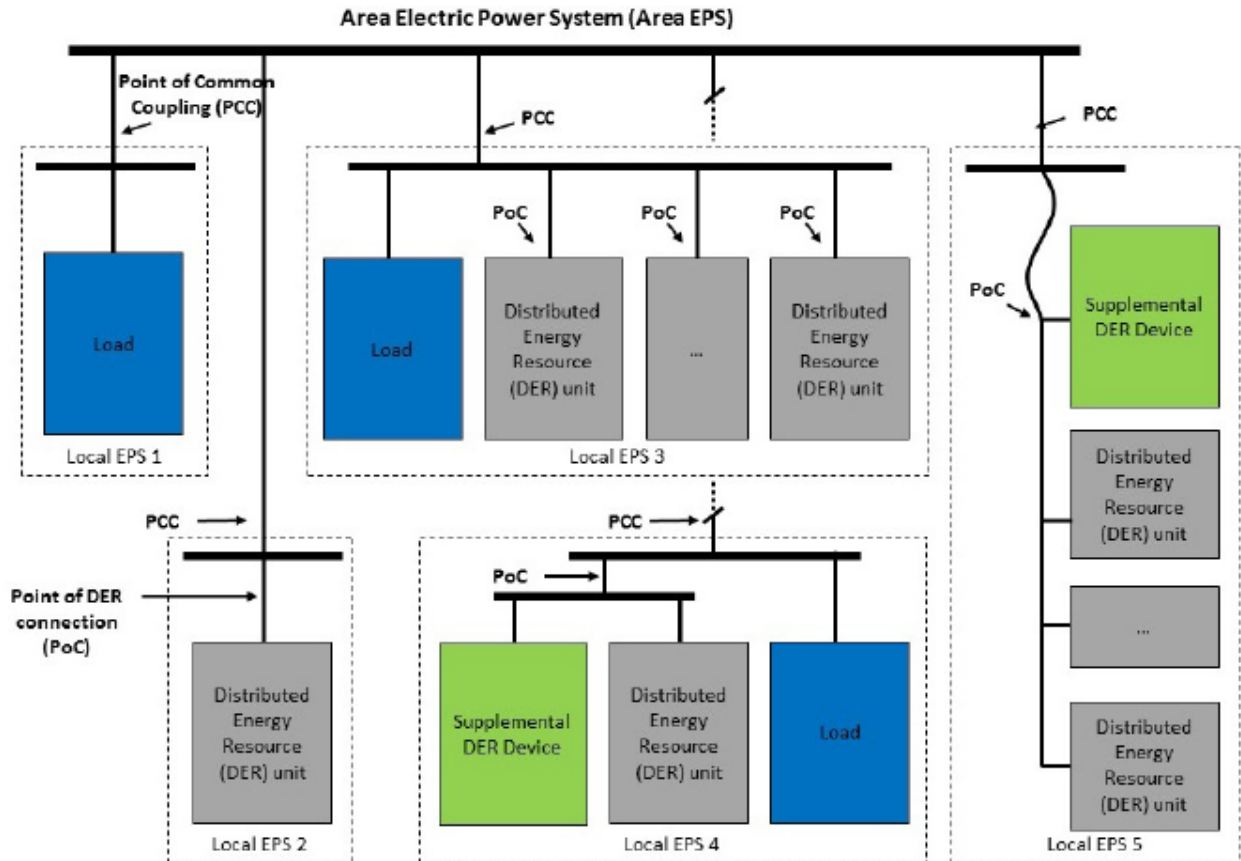 Area Electric Power System (Area EPS)
Point of Common
Coupling (PCC)
PCC
PCC
Load
Local EPS 1
PoC
PoC
PoC
Load
Distributed
Energy
Resource
(DER) unit
...
Distributed
Energy
Resource
(DER) unit
Local EPS 3
PoC
Supplemental
DER Device
Distributed
Energy
Resource
(DER) unit
...
Distributed
Energy
Resource
(DER) unit
Local EPS 5
PCC
Point of DER
connection
(PoC)
Distributed
Energy
Resource
(DER) unit
Local EPS 2
PCC
PoC
Supplemental
DER Device
Distributed
Energy
Resource
(DER) unit
Load
Local EPS 4